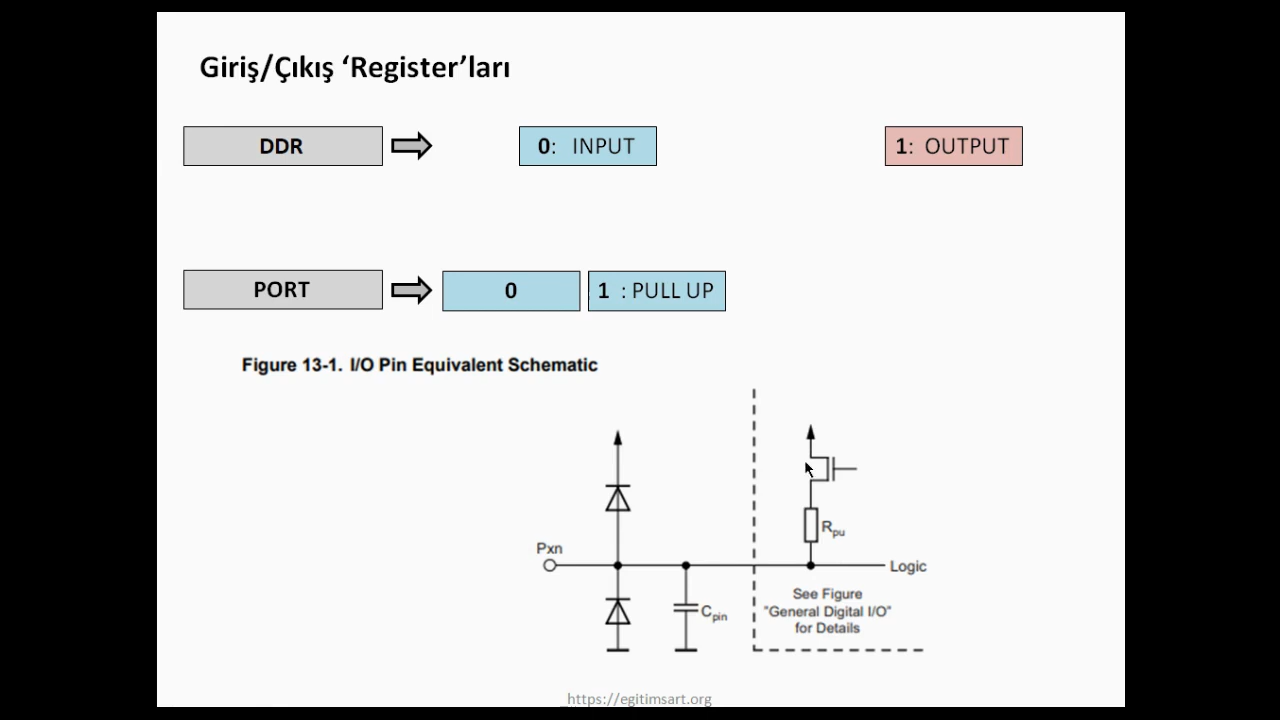 Giriş/Çıkış ‘Register’ları
DDR
0: INPUT
1: OUTPUT
PORT
0
1 : PULL UP
Figure 13-1. I/O Pin Equivalent Schematic
Pxn
Cpin
Rpu
Logic
See Figure
"General Digital I/O"
for Details
https://egitimsart.org